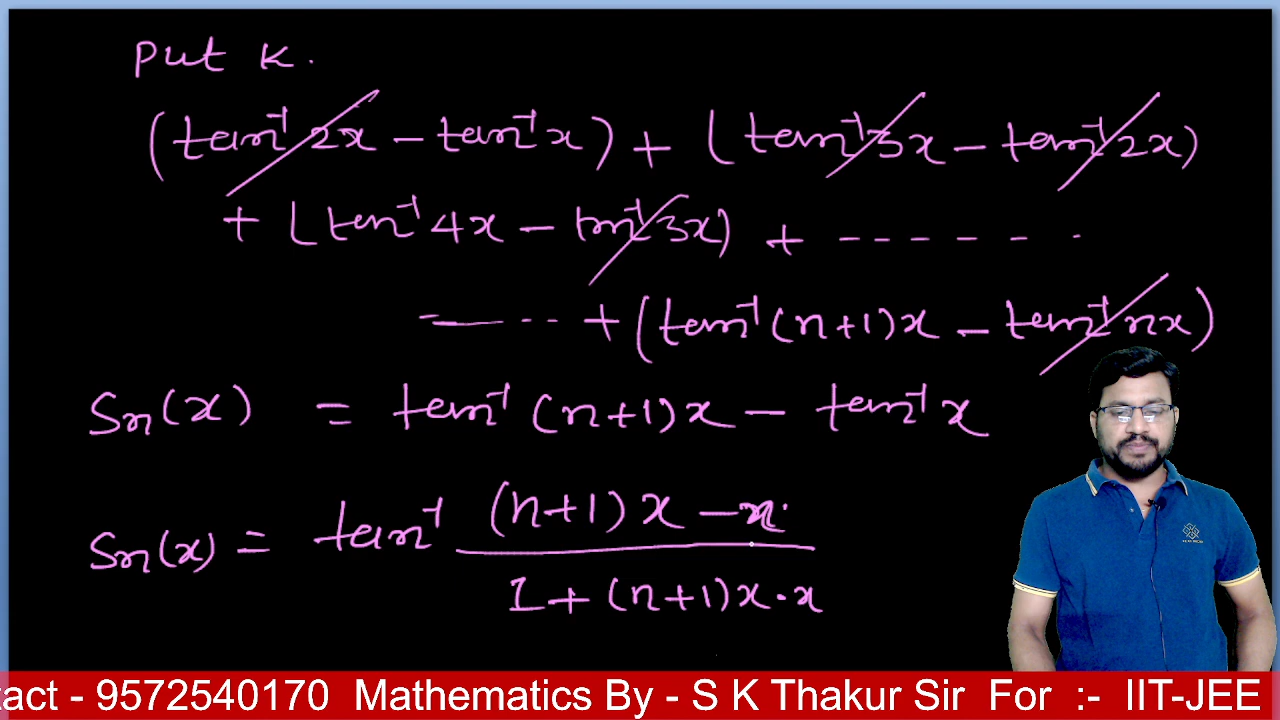 Put K.
(tan⁻¹2x – tan⁻¹x) + (tan⁻¹3x – tan⁻¹2x)
+ (tan⁻¹4x – tan⁻¹3x) + - - - - - - -
— - - + (tan⁻¹(n+1)x – tan⁻¹nx)
Sn(x) = tan⁻¹(n+1)x – tan⁻¹x
Sn(x) = tan⁻¹ (n+1)x – x
1 + (n+1)x·x
tact - 9572540170 Mathematics By - S K Thakur Sir For :- IIT-JEE